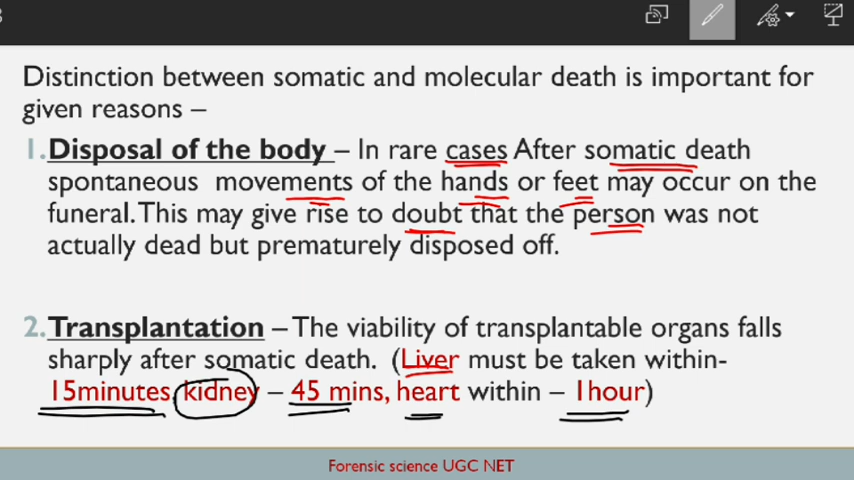 Distinction between somatic and molecular death is important for
given reasons –
1. Disposal of the body – In rare cases After somatic death
spontaneous movements of the hands or feet may occur on the
funeral. This may give rise to doubt that the person was not
actually dead but prematurely disposed off.
2. Transplantation – The viability of transplantable organs falls
sharply after somatic death. (Liver must be taken within-
15minutes, kidney – 45 mins, heart within – 1hour)
Forensic science UGC NET